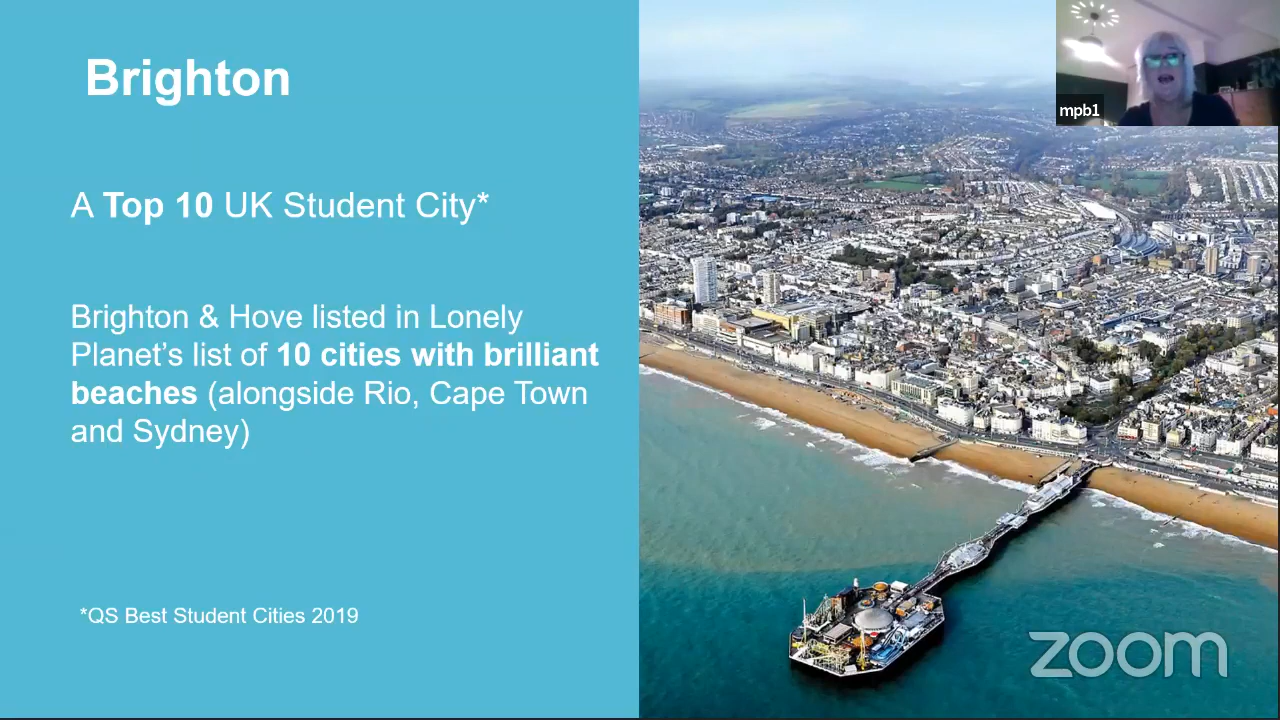 Brighton
A Top 10 UK Student City*
Brighton & Hove listed in Lonely
Planet’s list of 10 cities with brilliant
beaches (alongside Rio, Cape Town
and Sydney)
*QS Best Student Cities 2019
mpb1
zoom